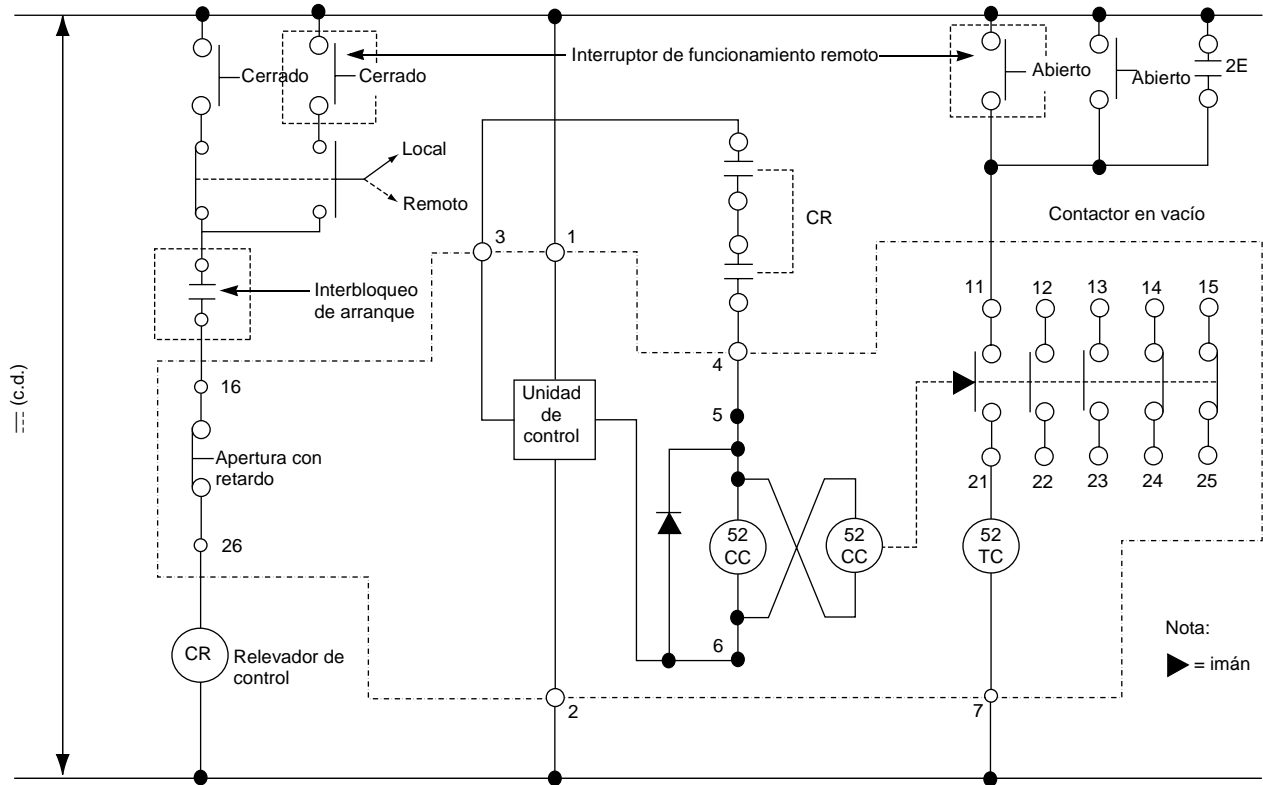 Interruptor de funcionamiento remoto
Cerrado
Cerrado
Abierto
Abierto
2E
Local
Remoto
CR
Contactor en vacío
3
1
Interbloqueo
de arranque
11
12
13
14
15
4
16
5
Unidad
de
control
(c.d.)
Apertura con
retardo
21
22
23
24
25
26
52
CC
52
CC
52
TC
6
Nota:
= imán
CR
Relevador de
control
2
7